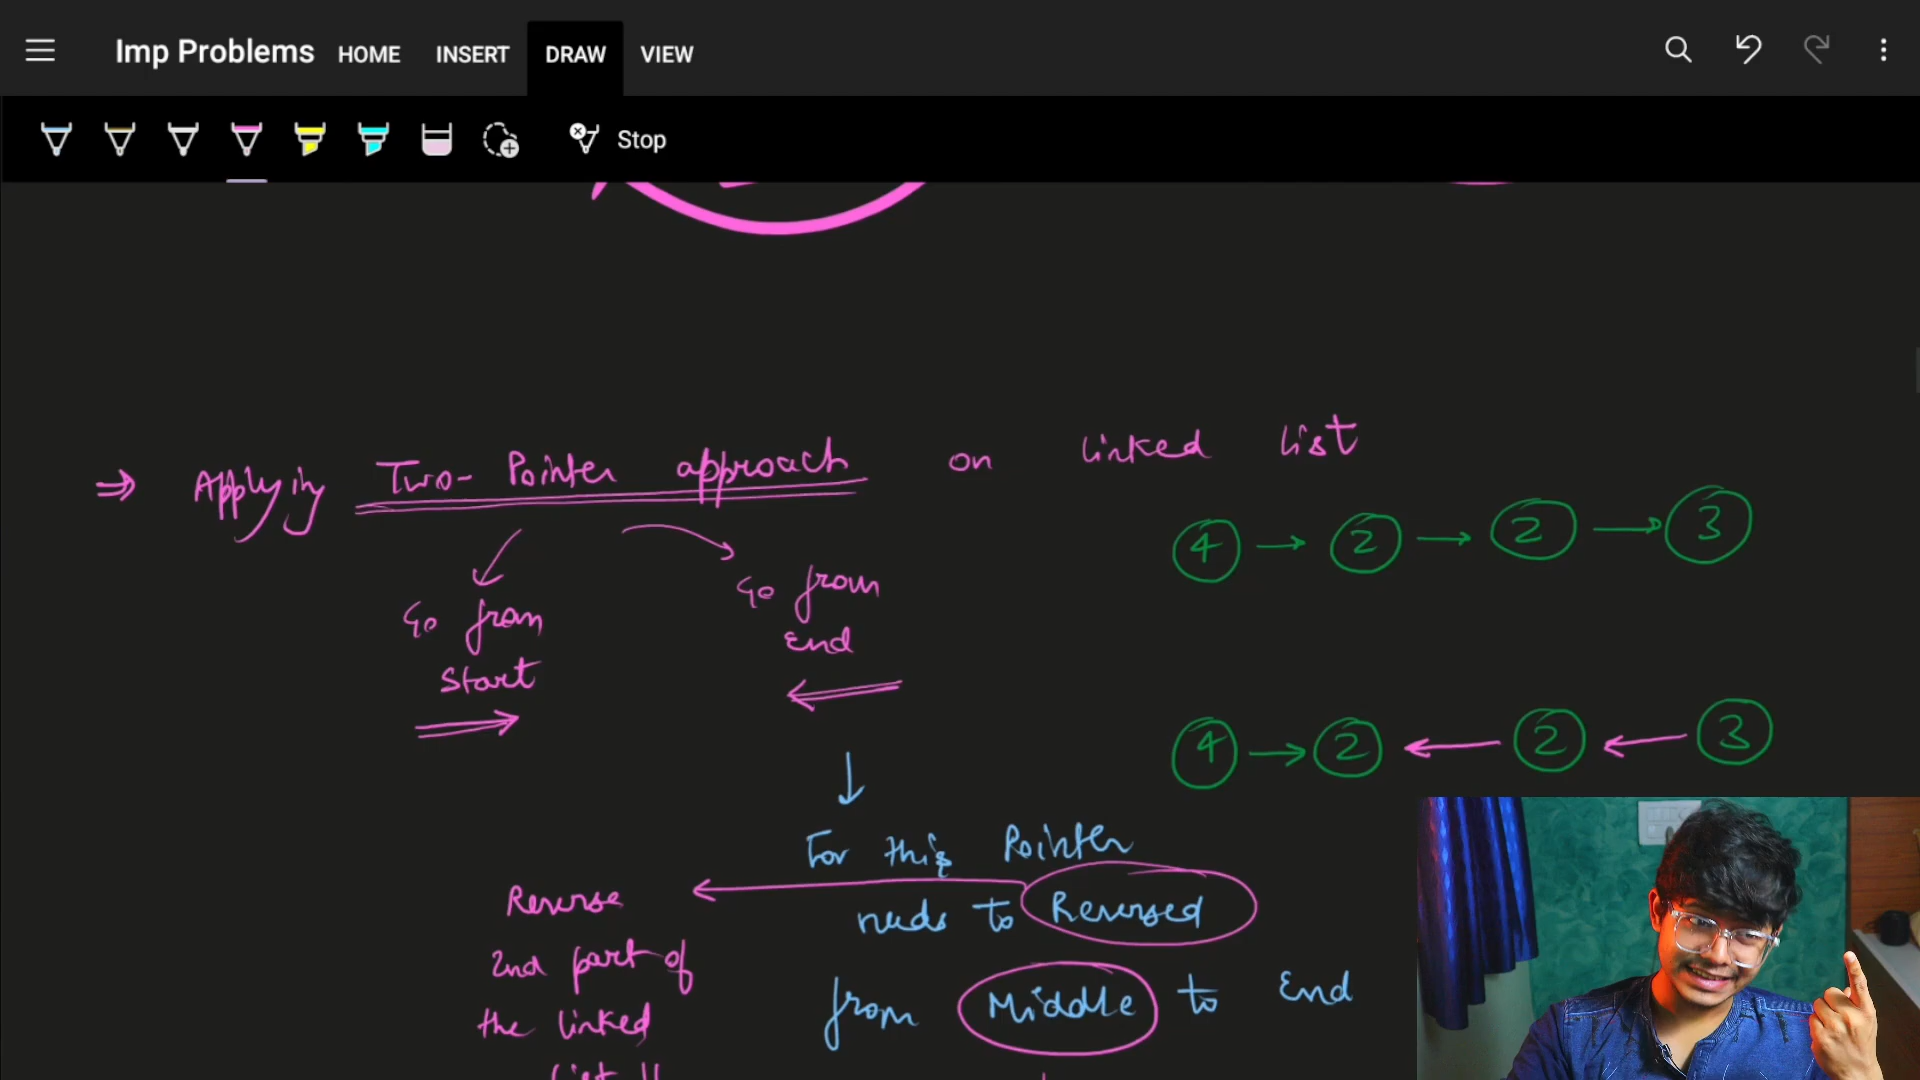 Imp Problems HOME INSERT DRAW VIEW
Stop
⇒ Applying Two-Pointer approach on linked list
4 → 2 → 2 → 3
Go from
Start
Go from
End
4 → 2 ← 2 ← 3
For this Pointer
needs to Reversed
from Middle to End
Reverse
2nd part of
the linked
list !!